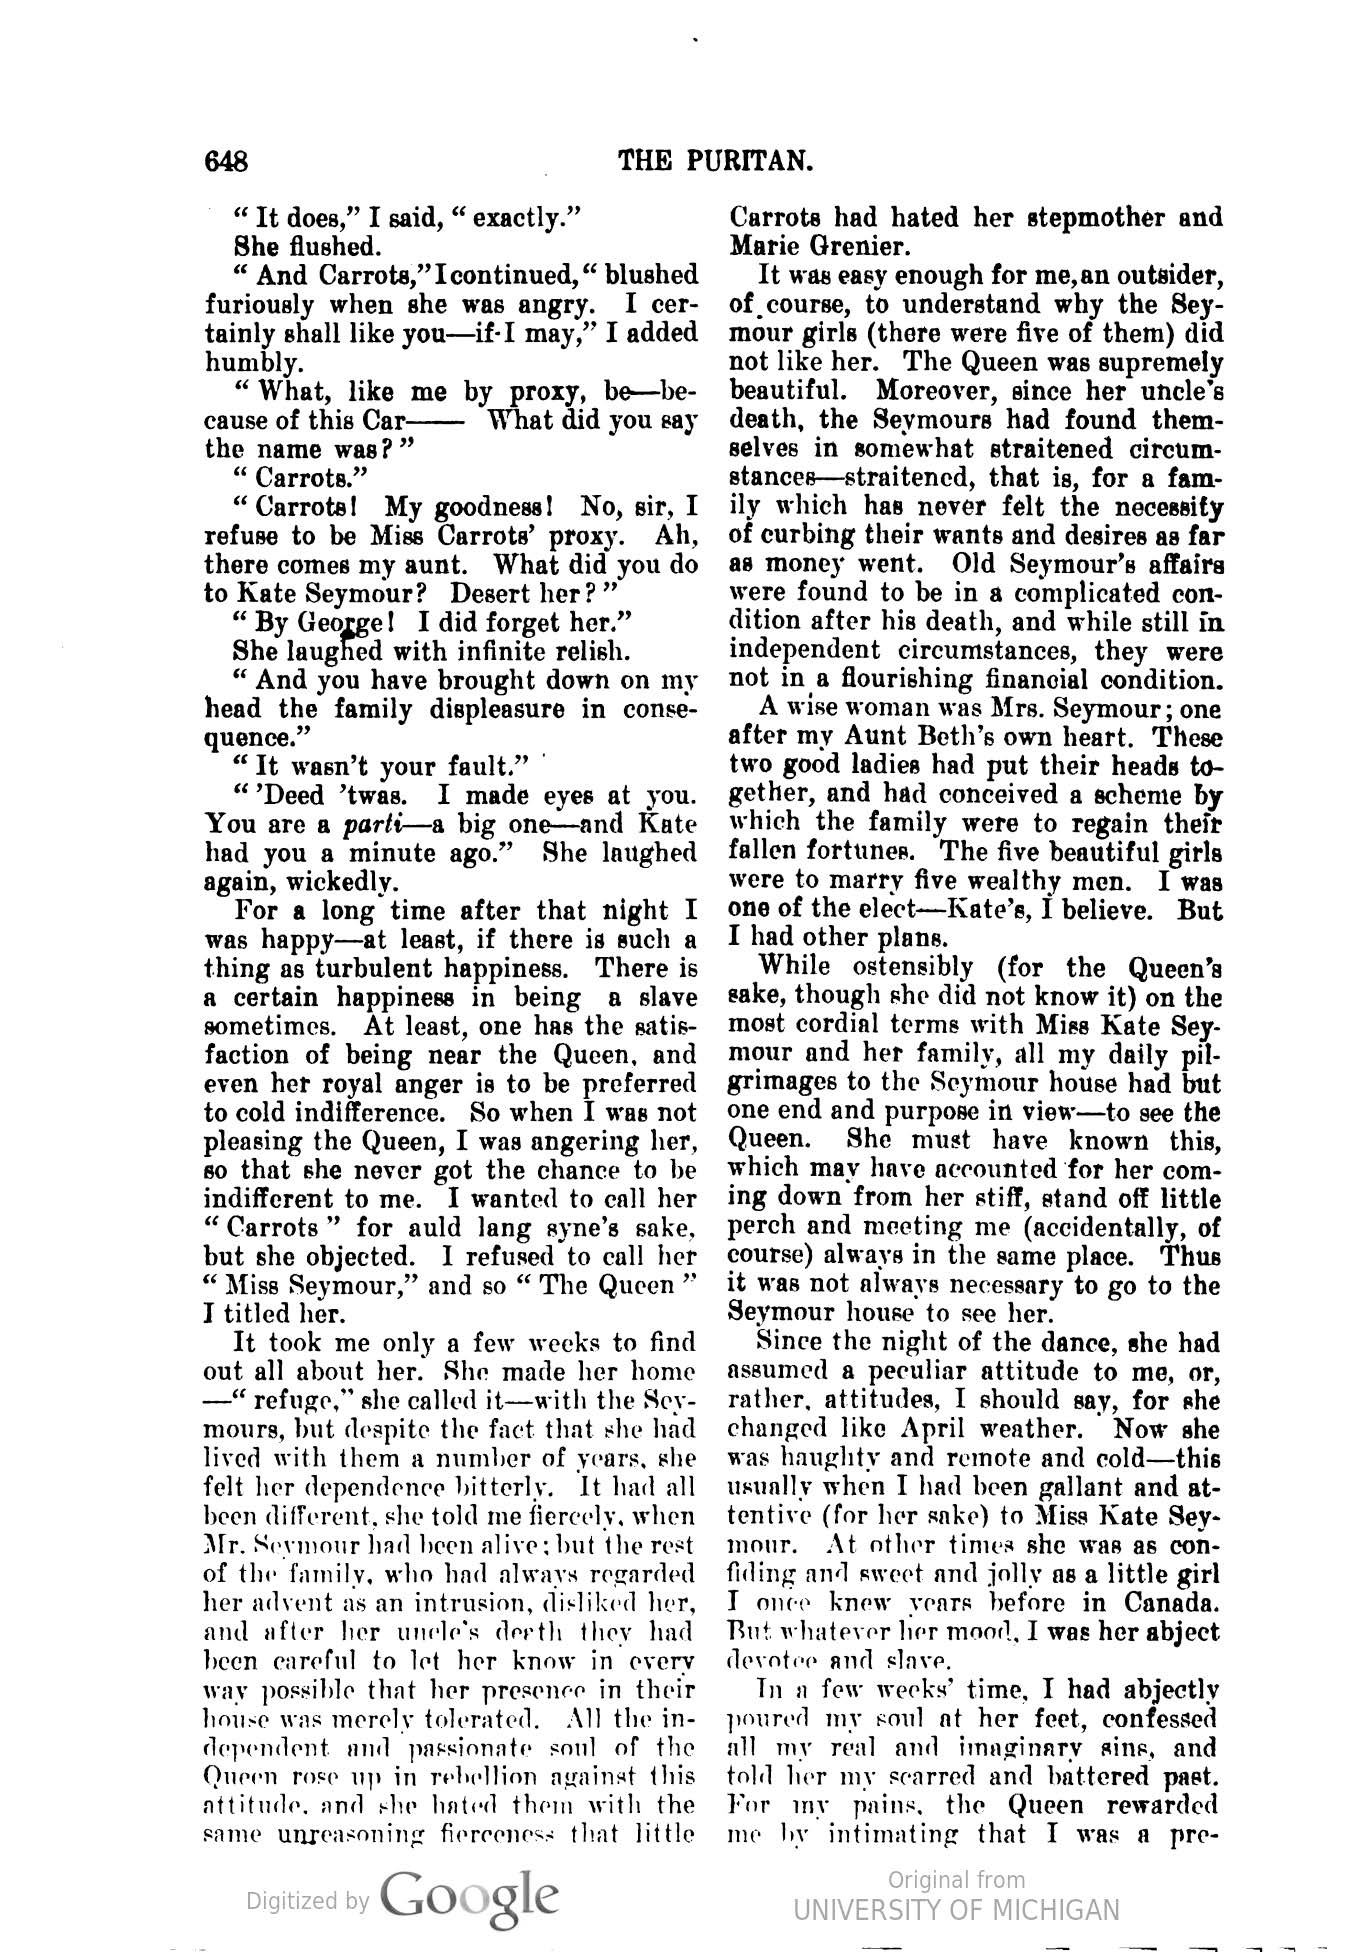 648
THE PURITAN.
“ It does,” I said, “ exactly.”
She flushed.
“ And Carrots,” I continued, “ blushed
furiously when she was angry. I cer-
tainly shall like you—if I may,” I added
humbly.
“ What, like me by proxy, be—be-
cause of this Car—— What did you say
the name was? ”
“ Carrots.”
“ Carrots! My goodness! No, sir, I
refuse to be Miss Carrots’ proxy. Ah,
there comes my aunt. What did you do
to Kate Seymour? Desert her? ”
“ By George! I did forget her.”
She laughed with infinite relish.
“ And you have brought down on my
head the family displeasure in conse-
quence.”
“ It wasn’t your fault.”
“ ’Deed ’twas. I made eyes at you.
You are a parti—a big one—and Kate
had you a minute ago.” She laughed
again, wickedly.
For a long time after that night I
was happy—at least, if there is such a
thing as turbulent happiness. There is
a certain happiness in being a slave
sometimes. At least, one has the satis-
faction of being near the Queen, and
even her royal anger is to be preferred
to cold indifference. So when I was not
pleasing the Queen, I was angering her,
so that she never got the chance to be
indifferent to me. I wanted to call her
“ Carrots ” for auld lang syne’s sake,
but she objected. I refused to call her
“ Miss Seymour,” and so “ The Queen ”
I titled her.
It took me only a few weeks to find
out all about her. She made her home
—“ refuge,” she called it—with the Sey-
mours, but despite the fact that she had
lived with them a number of years, she
felt her dependence bitterly. It had all
been different, she told me fiercely, when
Mr. Seymour had been alive; but the rest
of the family, who had always regarded
her advent as an intrusion, disliked her,
and after her uncle’s death they had
been careful to let her know in every
way possible that her presence in their
house was merely tolerated. All the in-
dependent and passionate soul of the
Queen rose up in rebellion against this
attitude, and she hated them with the
same unreasoning fierceness that little
Carrots had hated her stepmother and
Marie Grenier.
It was easy enough for me, an outsider,
of course, to understand why the Sey-
mour girls (there were five of them) did
not like her. The Queen was supremely
beautiful. Moreover, since her uncle’s
death, the Seymours had found them-
selves in somewhat straitened circum-
stances—straitened, that is, for a fam-
ily which has never felt the necessity
of curbing their wants and desires as far
as money went. Old Seymour’s affairs
were found to be in a complicated con-
dition after his death, and while still in
independent circumstances, they were
not in a flourishing financial condition.
A wise woman was Mrs. Seymour; one
after my Aunt Beth’s own heart. These
two good ladies had put their heads to-
gether, and had conceived a scheme by
which the family were to regain their
fallen fortunes. The five beautiful girls
were to marry five wealthy men. I was
one of the elect—Kate’s, I believe. But
I had other plans.
While ostensibly (for the Queen’s
sake, though she did not know it) on the
most cordial terms with Miss Kate Sey-
mour and her family, all my daily pil-
grimages to the Seymour house had but
one end and purpose in view—to see the
Queen. She must have known this,
which may have accounted for her com-
ing down from her stiff, stand off little
perch and meeting me (accidentally, of
course) always in the same place. Thus
it was not always necessary to go to the
Seymour house to see her.
Since the night of the dance, she had
assumed a peculiar attitude to me, or,
rather, attitudes, I should say, for she
changed like April weather. Now she
was haughty and remote and cold—this
usually when I had been gallant and at-
tentive (for her sake) to Miss Kate Sey-
mour. At other times she was as con-
fiding and sweet and jolly as a little girl
I once knew years before in Canada.
But whatever her mood, I was her abject
devotee and slave.
In a few weeks’ time, I had abjectly
poured my soul at her feet, confessed
all my real and imaginary sins, and
told her my scarred and battered past.
For my pains, the Queen rewarded
me by intimating that I was a pre-
Digitized by Google
Original from
UNIVERSITY OF MICHIGAN